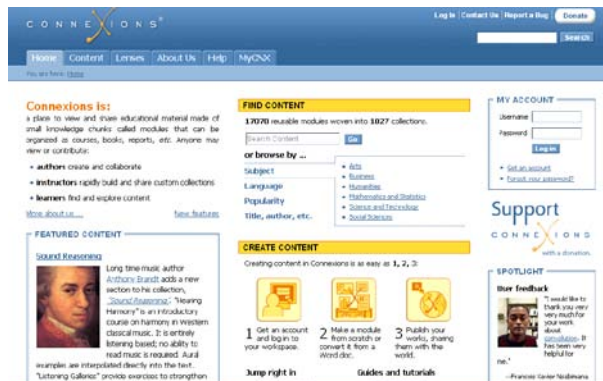 CONNEXIONS®
Log In | Contact Us | Report a Bug
Donate
Search
Home Content Lenses About Us Help MyCNX
You are here: Home
Connexions is:
a place to view and share educational material made of
small knowledge chunks called modules that can be
organized as courses, books, reports, etc. Anyone may
view or contribute:
• authors create and collaborate
• instructors rapidly build and share custom collections
• learners find and explore content
More about us ... New features
FEATURED CONTENT
Sound Reasoning
Long time music author
Anthony Brandt adds a new
section to his collection,
"Sound Reasoning". "Hearing
Harmony" is an introductory
course on harmony in Western
classical music. It is entirely
listening based; no ability to
read music is required. Aural
examples are interpolated directly into the text.
"Listening Galleries" provide exercises to strengthen
FIND CONTENT
17070 reusable modules woven into 1027 collections.
Search Content Go
or browse by ...
Subject
Language
Popularity
Title, author, etc.
• Arts
• Business
• Humanities
• Mathematics and Statistics
• Science and Technology
• Social Sciences
CREATE CONTENT
Creating content in Connexions is as easy as 1, 2, 3:
1 Get an account
and log in to
your workspace.
2 Make a module
from scratch or
convert it from a
Word doc.
3 Publish your
works, sharing
them with the
world.
Jump right in
Guides and tutorials
MY ACCOUNT
Username
Password
Log in
• Get an account
• Forgot your password?
Support
CONNEXIONS
with a donation.
SPOTLIGHT
User feedback
"I would like to
thank you very
very much for
your work
about
convolution. It
has been very
helpful for
me."
—Francois Xavier Nsabimana